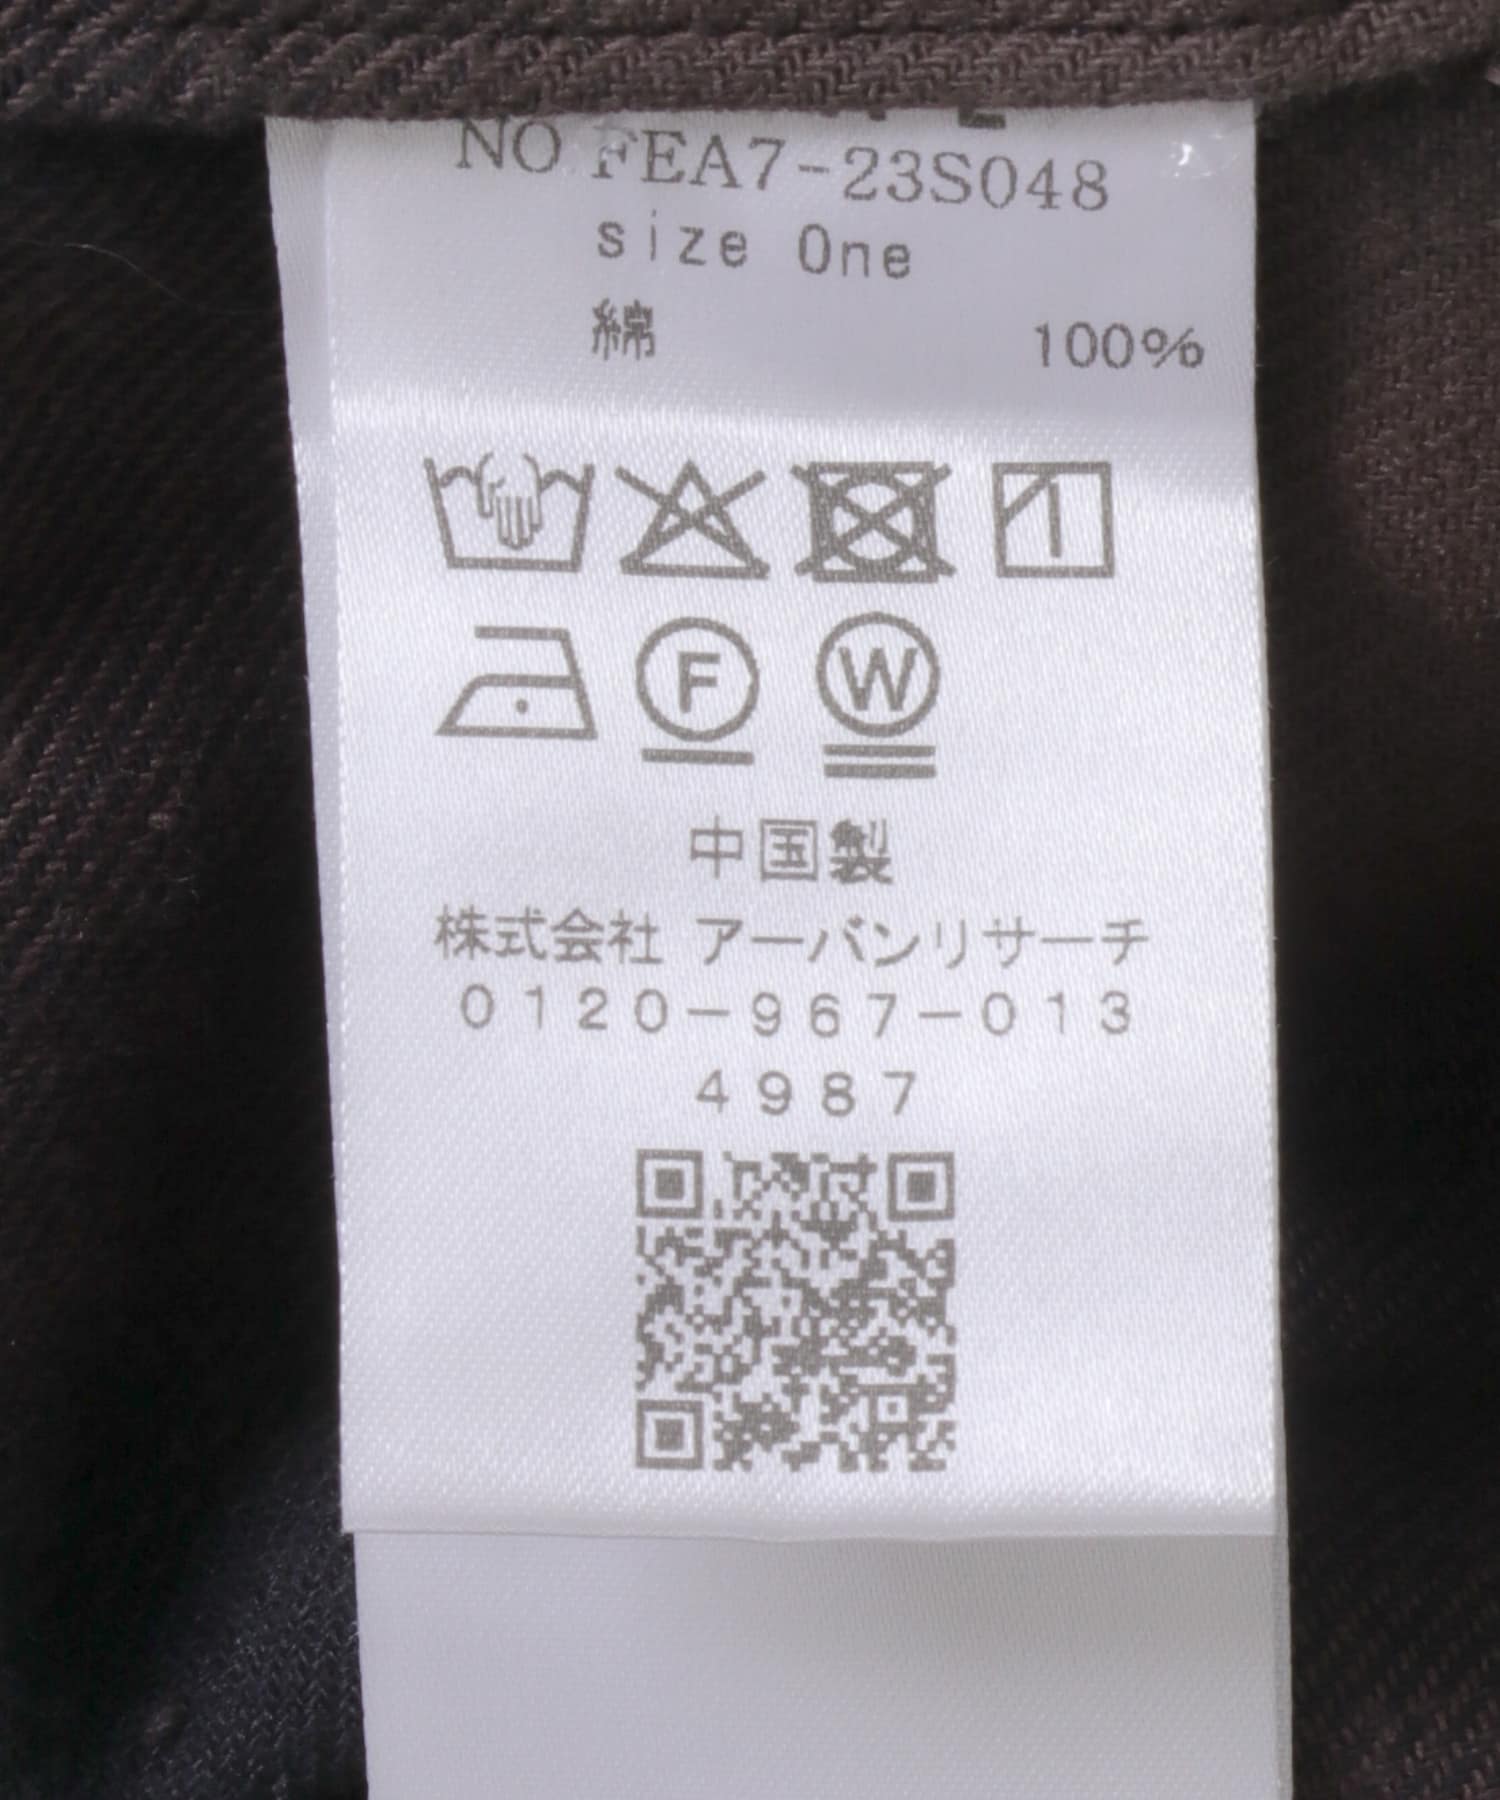 NO FEA7-23S048
size One
綿 100%
F W
中国製
株式会社 アーバンリサーチ
0120-967-013
4987